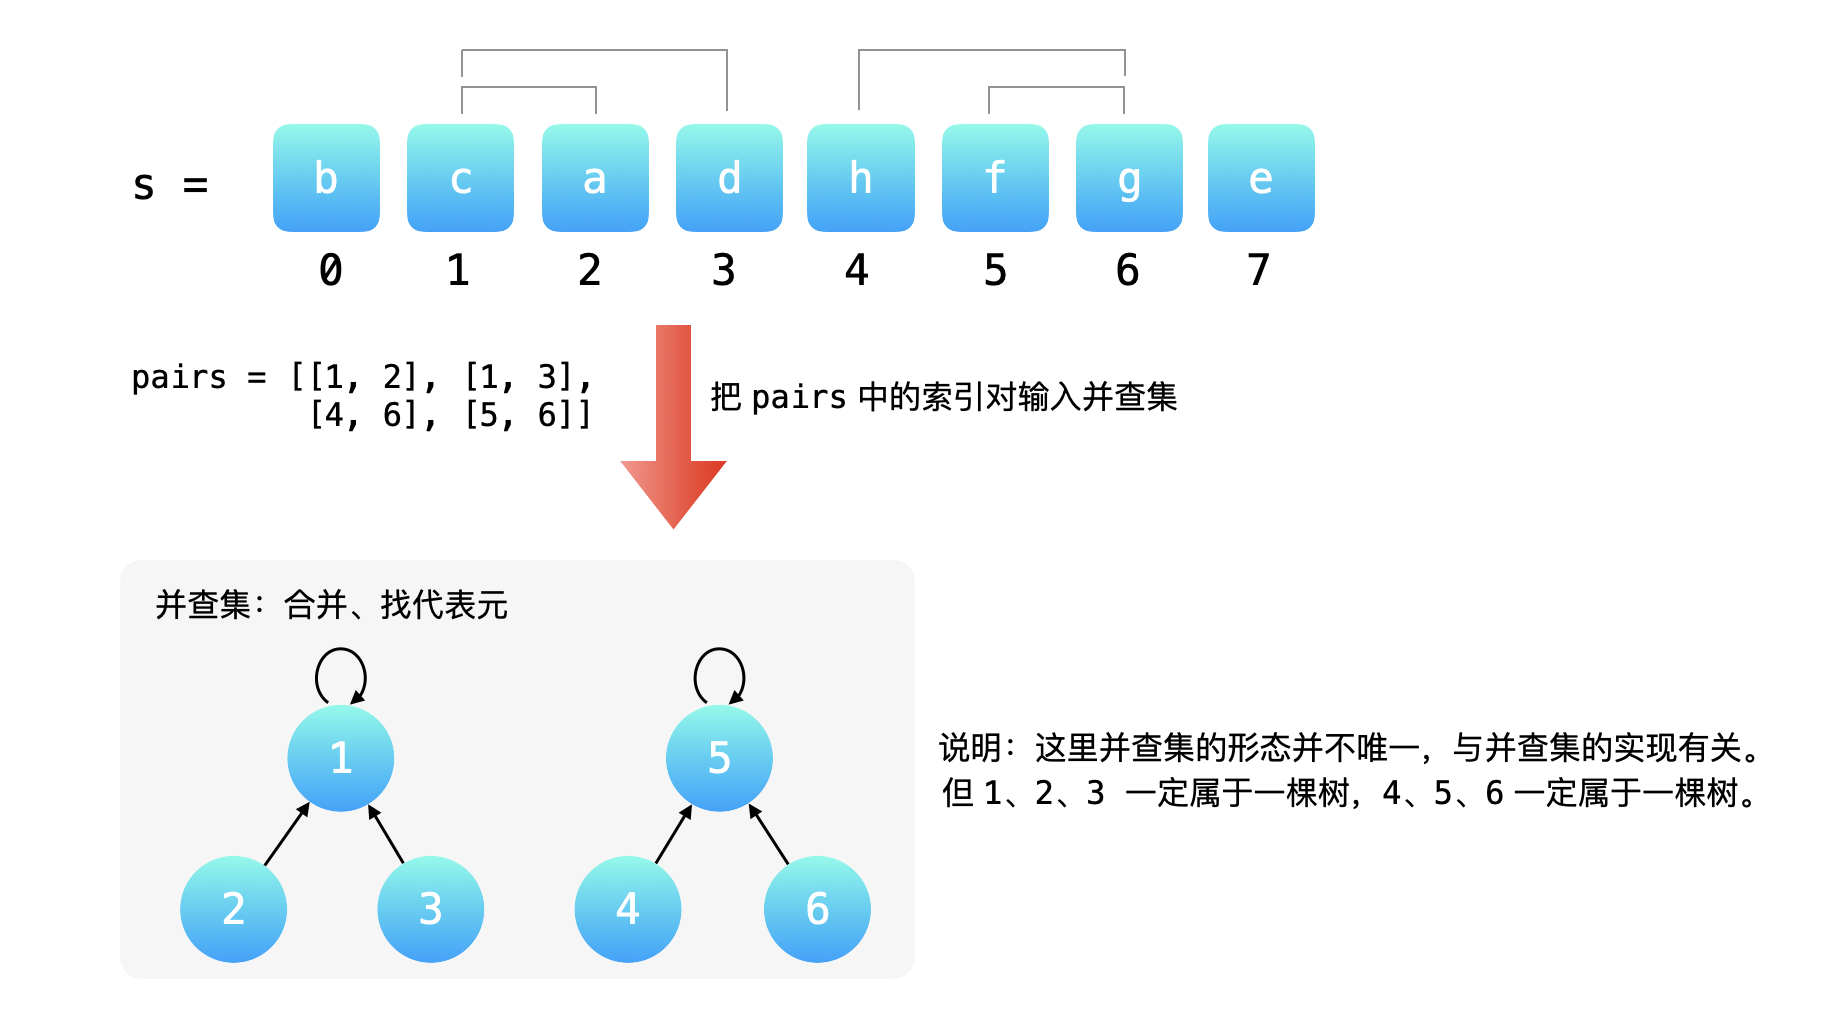 s = b c a d h f g e
0 1 2 3 4 5 6 7
pairs = [[1, 2], [1, 3],
[4, 6], [5, 6]]
把 pairs 中的索引对输入并查集
并查集：合并、找代表元
1 5
2 3 4 6
说明：这里并查集的形态并不唯一，与并查集的实现有关。
但 1、2、3 一定属于一棵树，4、5、6 一定属于一棵树。